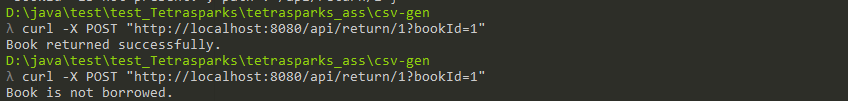 D:\java\test\test_Tetrasparks\tetrasparks_ass\csv-gen
λ curl -X POST "http://localhost:8080/api/return/1?bookId=1"
Book returned successfully.
D:\java\test\test_Tetrasparks\tetrasparks_ass\csv-gen
λ curl -X POST "http://localhost:8080/api/return/1?bookId=1"
Book is not borrowed.